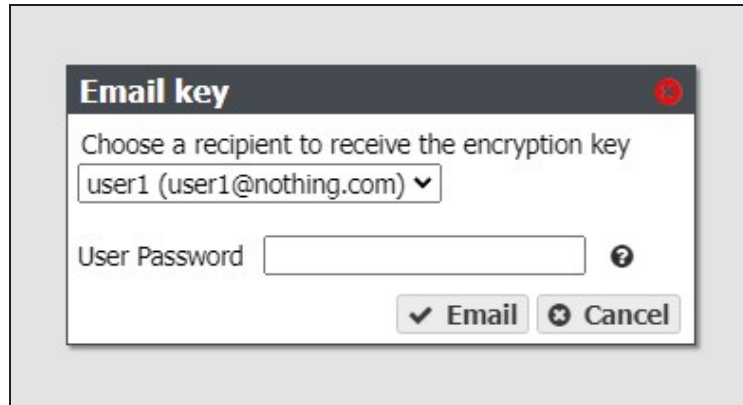 Email key
Choose a recipient to receive the encryption key
user1 (user1@nothing.com)
User Password
Email Cancel